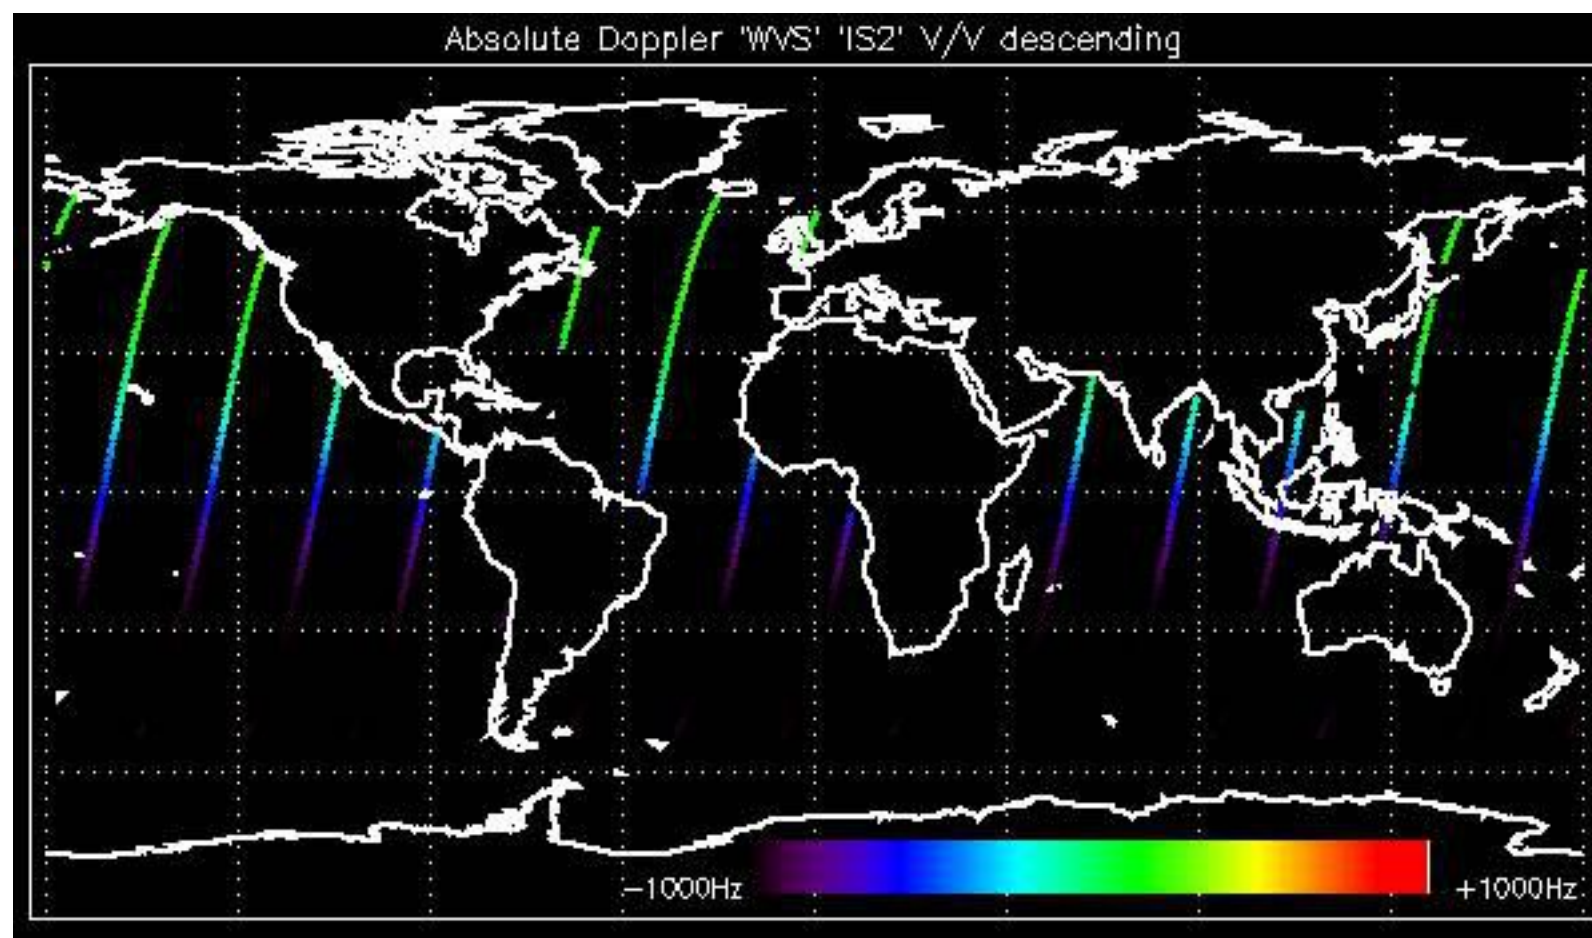 Absolute Doppler 'WVS' 'IS2' V/V descending
−1000Hz
+1000Hz